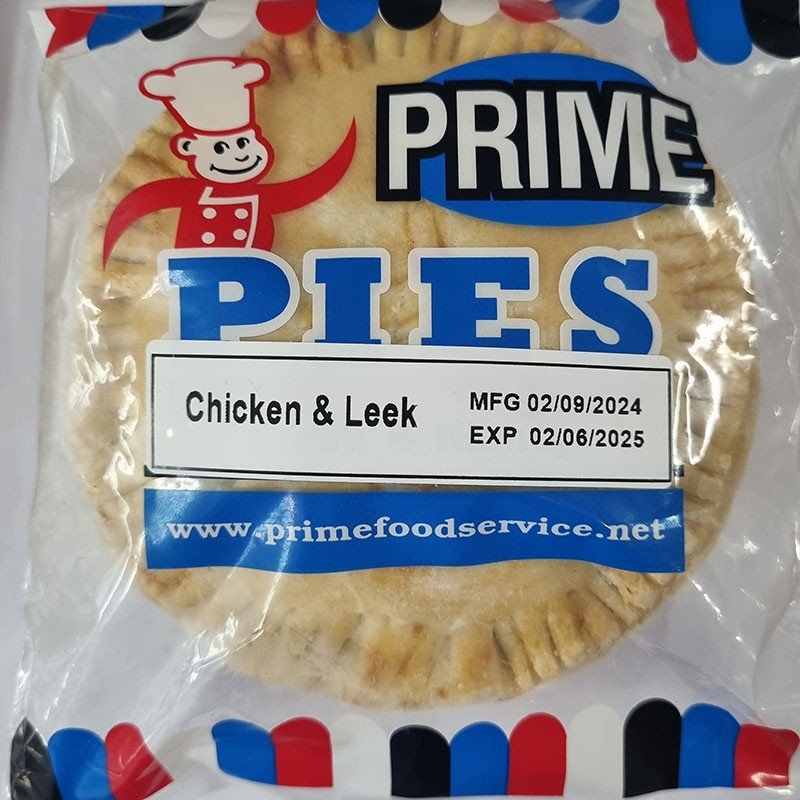 PRIME
PIES
Chicken & Leek
MFG 02/09/2024
EXP 02/06/2025
www.primefoodservice.net